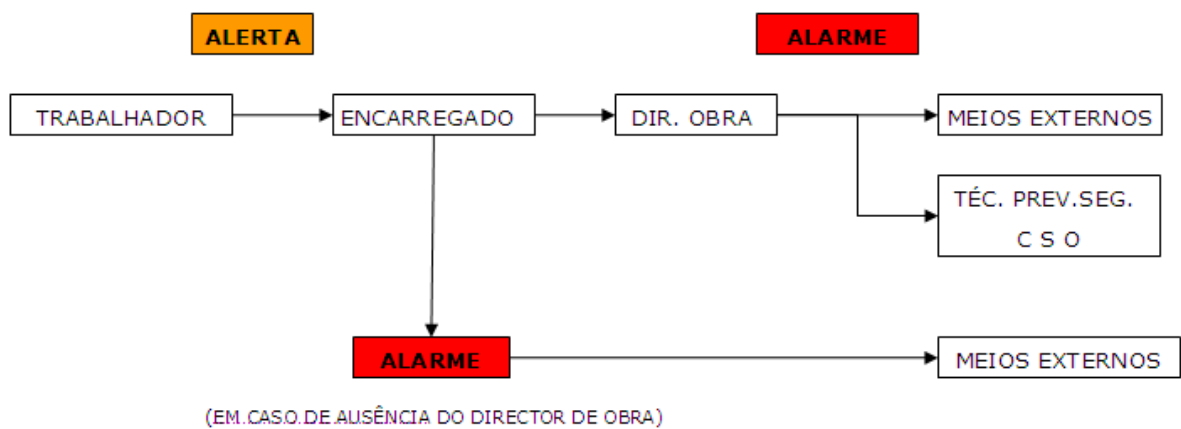 ALERTA
ALARME
TRABALHADOR
ENCARREGADO
DIR. OBRA
MEIOS EXTERNOS
TÉC. PREV.SEG.
C S O
ALARME
MEIOS EXTERNOS
(EM CASO DE AUSÊNCIA DO DIRECTOR DE OBRA)